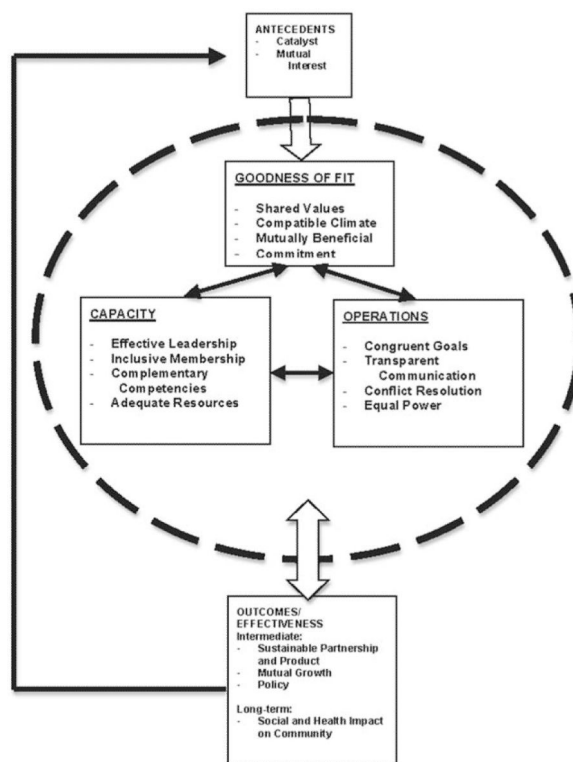 ANTECEDENTS
- Catalyst
- Mutual
Interest
GOODNESS OF FIT
- Shared Values
- Compatible Climate
- Mutually Beneficial
- Commitment
CAPACITY
- Effective Leadership
- Inclusive Membership
- Complementary
Competencies
- Adequate Resources
OPERATIONS
- Congruent Goals
- Transparent
Communication
- Conflict Resolution
- Equal Power
OUTCOMES/
EFFECTIVENESS
Intermediate:
- Sustainable Partnership
and Product
- Mutual Growth
- Policy
Long-term:
- Social and Health Impact
on Community